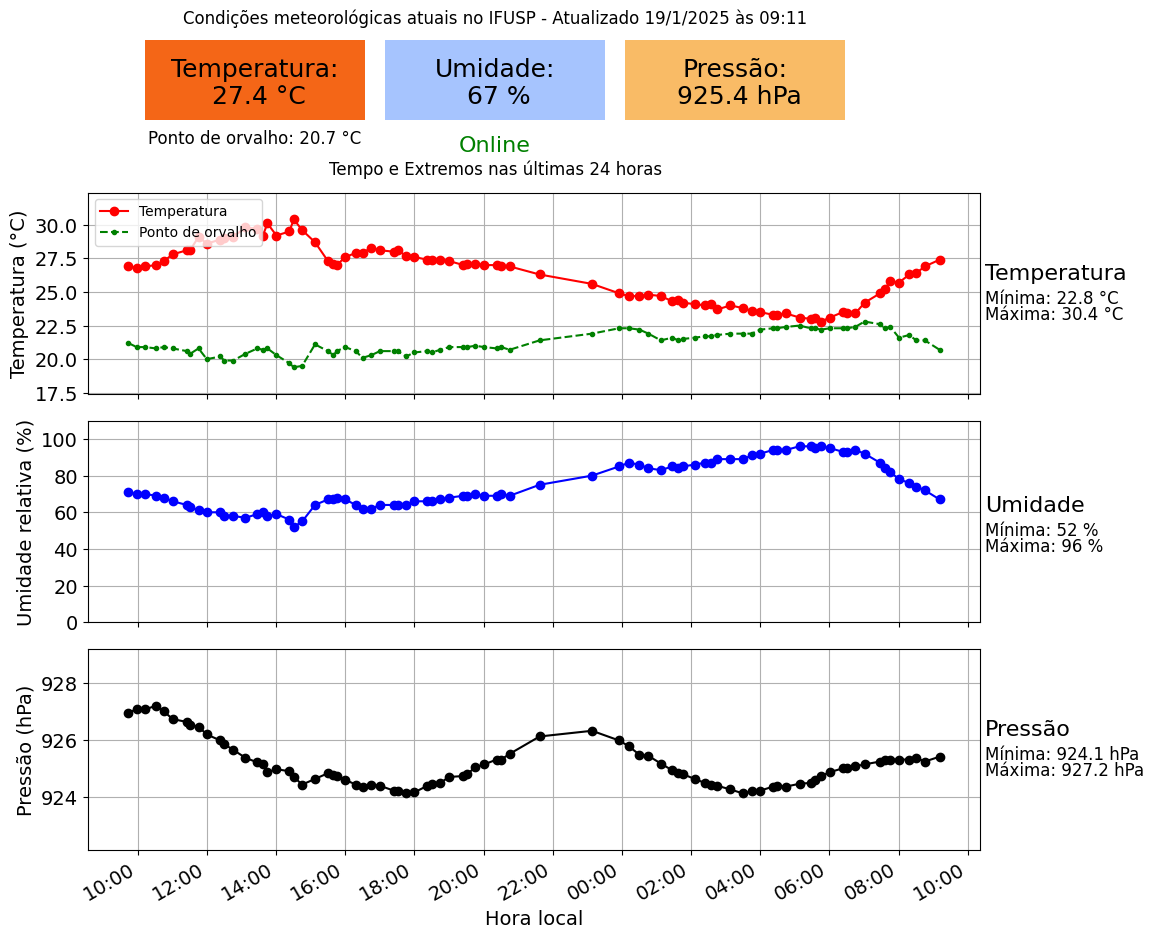 Condições meteorológicas atuais no IFUSP - Atualizado 19/1/2025 às 09:11
Temperatura:
27.4 °C
Umidade:
67 %
Pressão:
925.4 hPa
Ponto de orvalho: 20.7 °C
Online
Tempo e Extremos nas últimas 24 horas
Temperatura (°C)
30.0
27.5
25.0
22.5
20.0
17.5
Temperatura
Ponto de orvalho
Temperatura
Mínima: 22.8 °C
Máxima: 30.4 °C
Umidade relativa (%)
100
80
60
40
20
0
Umidade
Mínima: 52 %
Máxima: 96 %
Pressão (hPa)
928
926
924
Pressão
Mínima: 924.1 hPa
Máxima: 927.2 hPa
10:00
12:00
14:00
16:00
18:00
20:00
22:00
00:00
02:00
04:00
06:00
08:00
10:00
Hora local